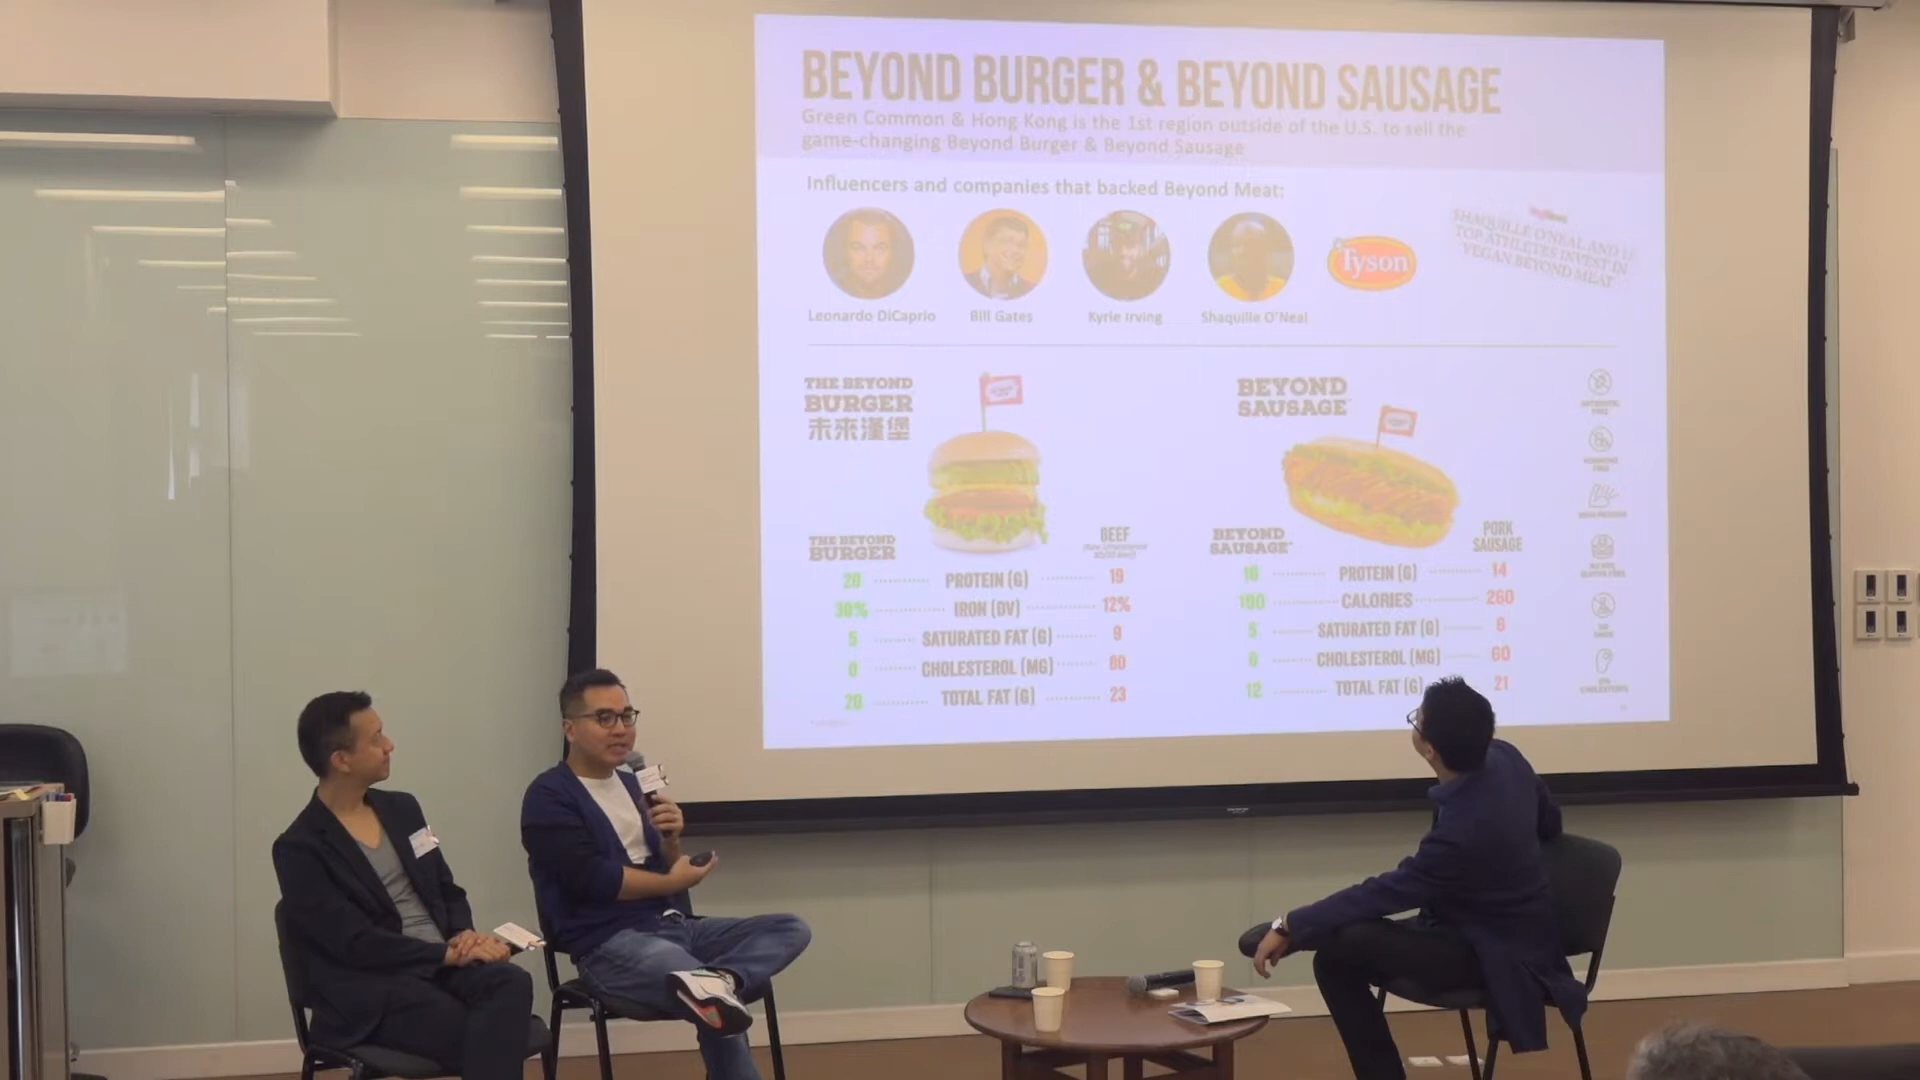 BEYOND BURGER & BEYOND SAUSAGE
Green Common & Hong Kong is the 1st region outside of the U.S. to sell the
game-changing Beyond Burger & Beyond Sausage
Influencers and companies that backed Beyond Meat:
Leonardo DiCaprio
Bill Gates
Kyrie Irving
Shaquille O'Neal
Tyson
SHAQUILLE O'NEAL AND 15
TOP ATHLETES INVEST IN
VEGAN BEYOND MEAT
THE BEYOND
BURGER
未來漢堡
THE BEYOND
BURGER
BEEF
20 PROTEIN (G) 19
30% IRON (DV) 12%
5 SATURATED FAT (G) 9
0 CHOLESTEROL (MG) 80
20 TOTAL FAT (G) 23
BEYOND
SAUSAGE
BEYOND
SAUSAGE
PORK
SAUSAGE
16 PROTEIN (G) 14
CALORIES 260
5 SATURATED FAT (G) 8
0 CHOLESTEROL (MG) 60
12 TOTAL FAT (G) 21